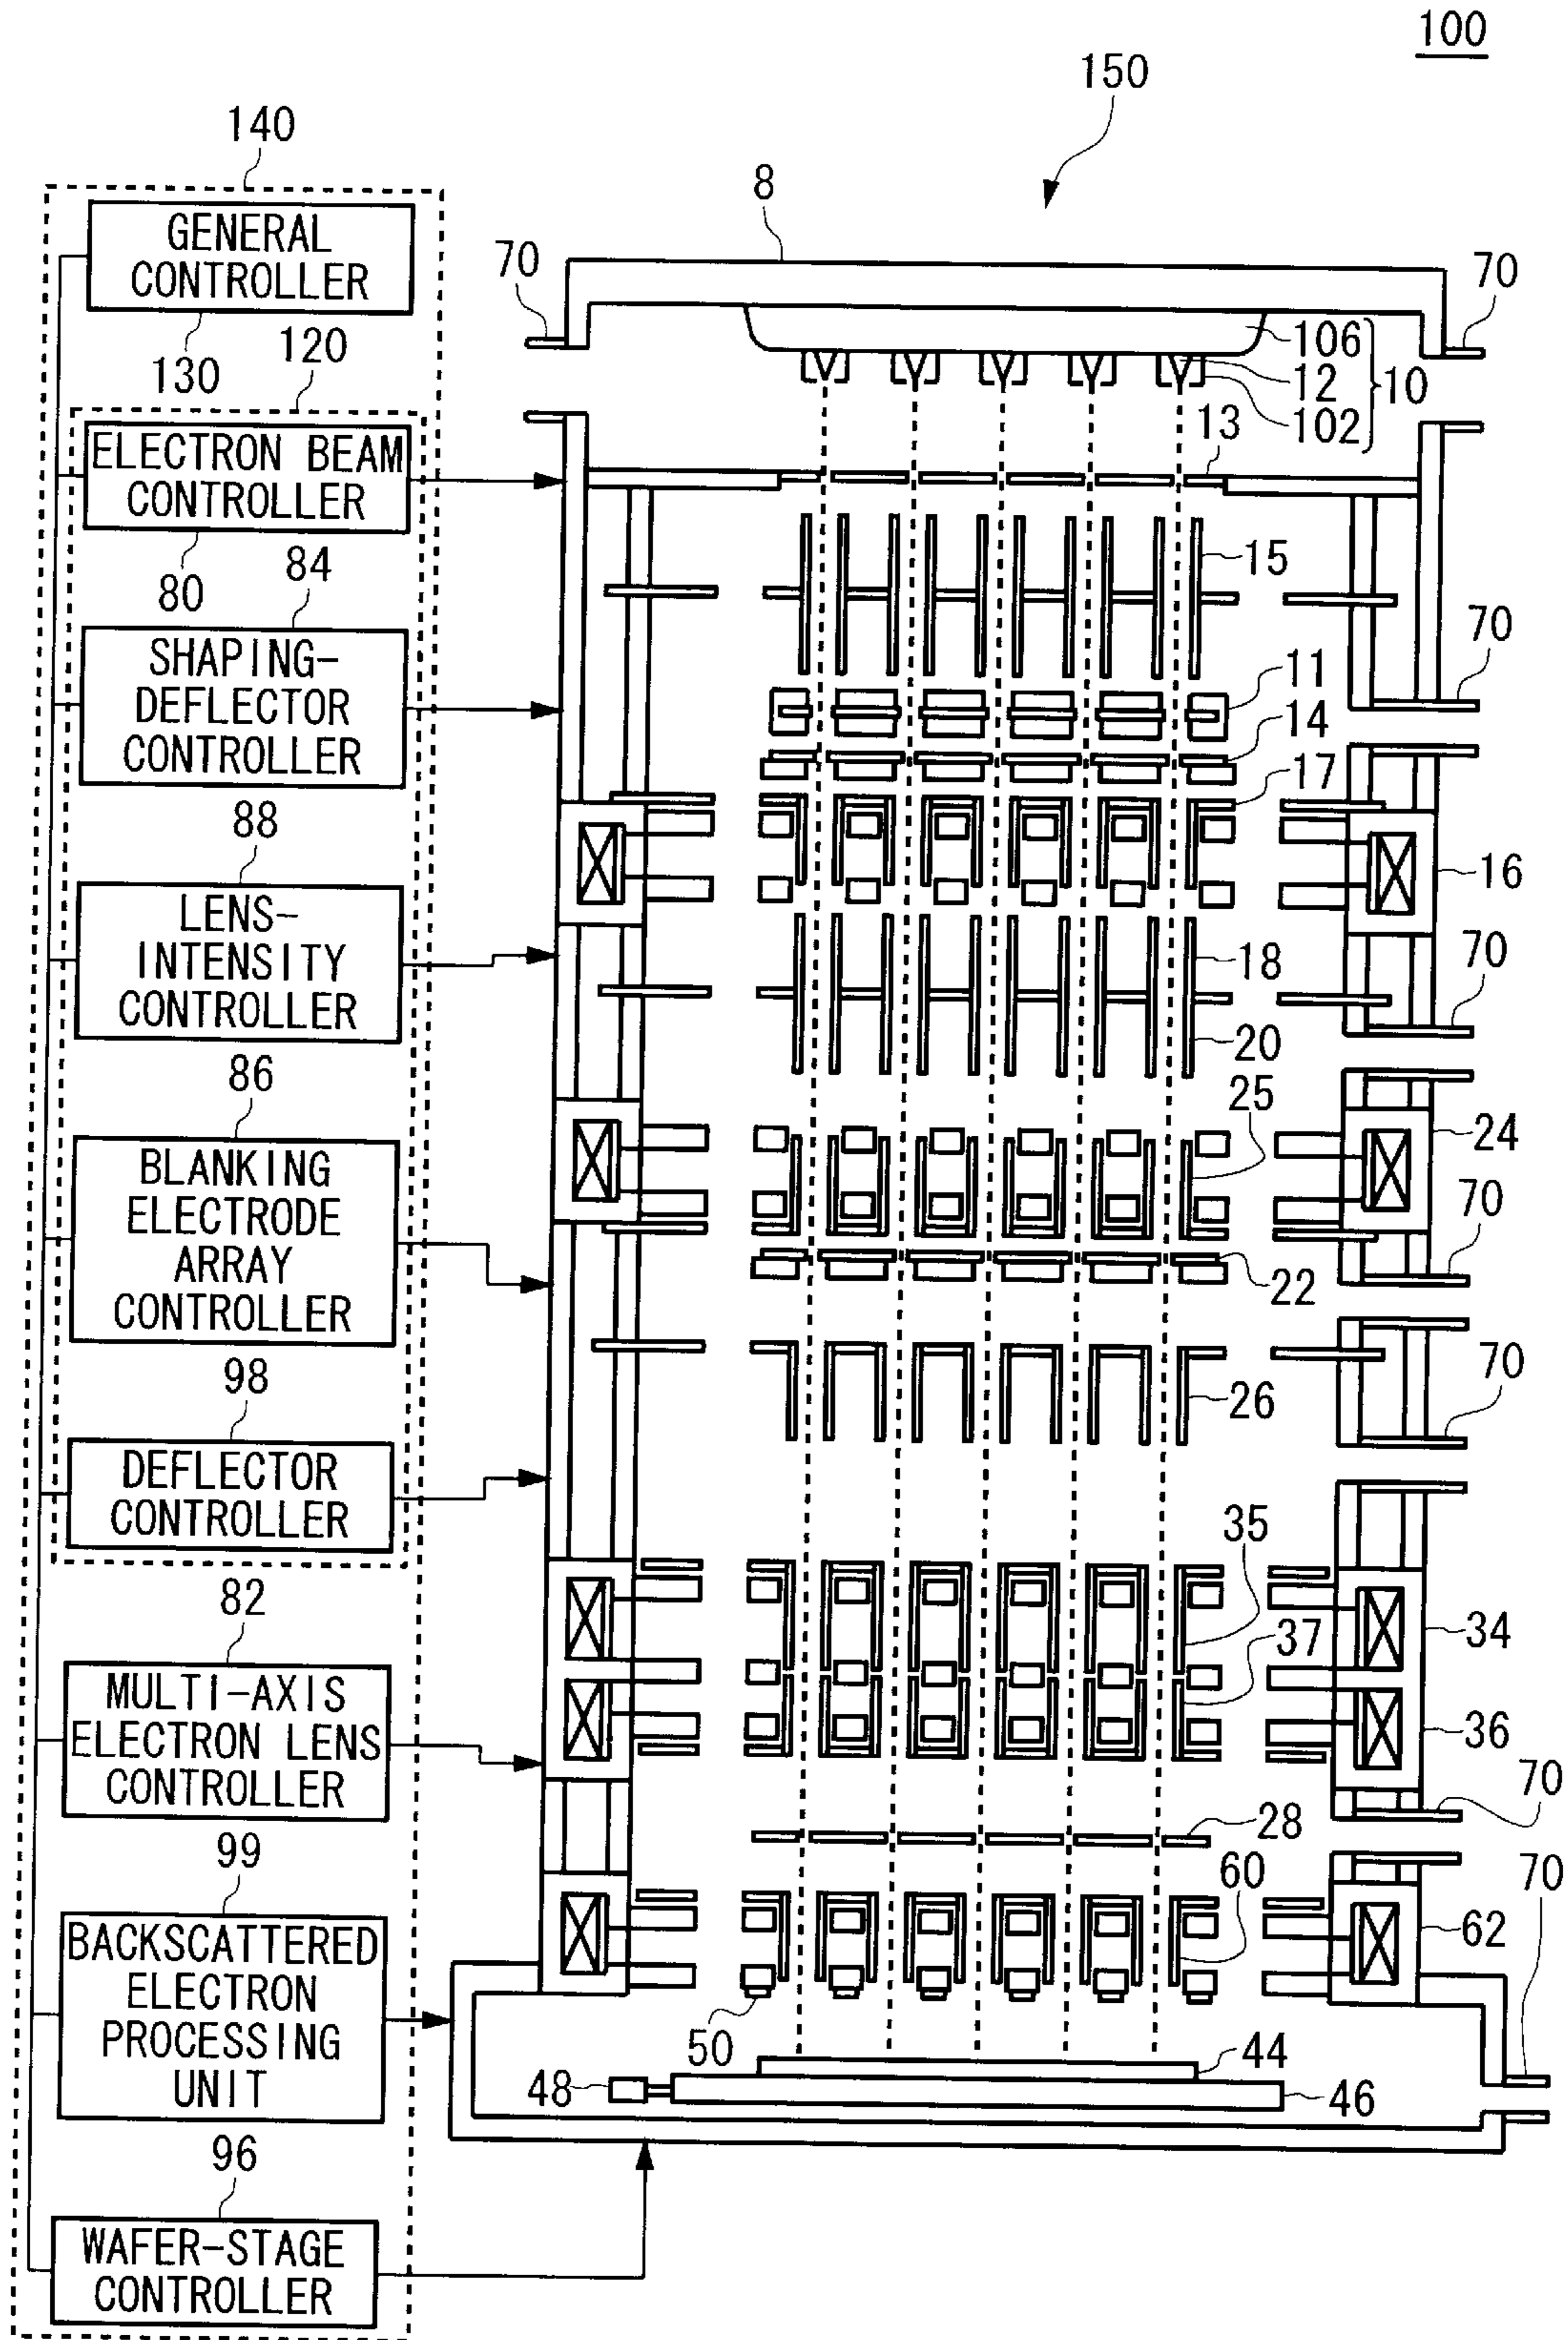 100
150
140
8
GENERAL
CONTROLLER
130
70
70
106
12
102
10
120
13
ELECTRON BEAM
CONTROLLER
80
15
84
SHAPING-
DEFLECTOR
CONTROLLER
70
11
14
17
88
LENS-
INTENSITY
CONTROLLER
16
18
70
20
86
BLANKING
ELECTRODE
ARRAY
CONTROLLER
25
24
70
22
98
DEFLECTOR
CONTROLLER
26
70
35
82
MULTI-AXIS
ELECTRON LENS
CONTROLLER
34
37
36
70
28
99
BACKSCATTERED
ELECTRON
PROCESSING
UNIT
60
70
62
50
44
48
46
96
WAFER-STAGE
CONTROLLER